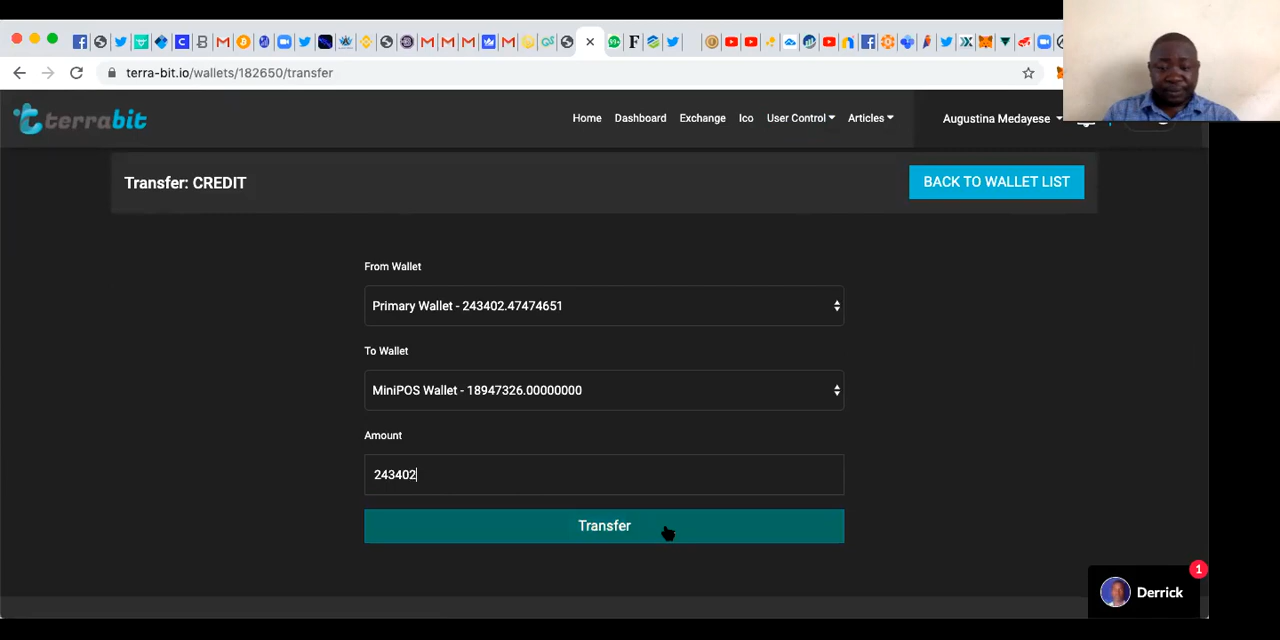 terra-bit.io/wallets/182650/transfer
terrabit
Home Dashboard Exchange Ico User Control Articles Augustina Medayese
Transfer: CREDIT
BACK TO WALLET LIST
From Wallet
Primary Wallet - 243402.47474651
To Wallet
MiniPOS Wallet - 18947326.00000000
Amount
243402
Transfer
1
Derrick